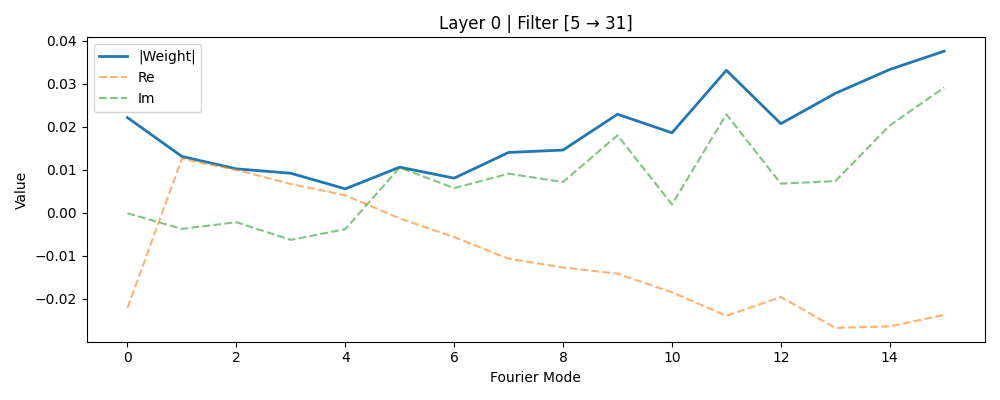 Layer 0 | Filter [5 → 31]
|Weight|
Re
Im
Value
0.04
0.03
0.02
0.01
0.00
−0.01
−0.02
0 2 4 6 8 10 12 14
Fourier Mode